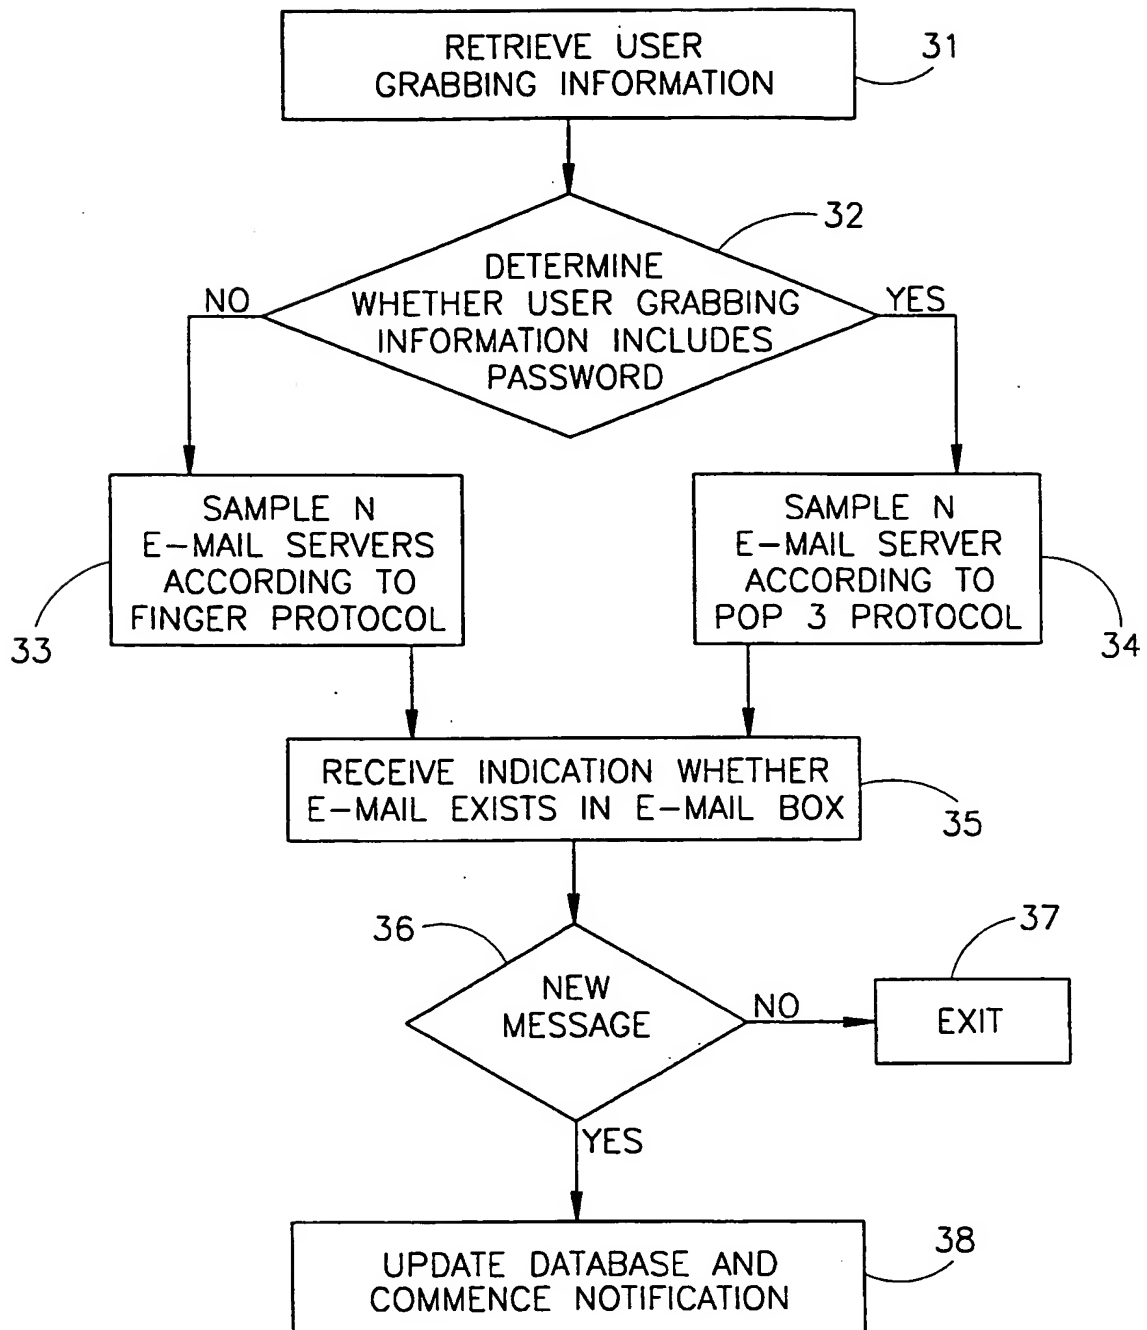 RETRIEVE USER
GRABBING INFORMATION
31
32
DETERMINE
WHETHER USER GRABBING
INFORMATION INCLUDES
PASSWORD
NO
YES
SAMPLE N
E-MAIL SERVERS
ACCORDING TO
FINGER PROTOCOL
33
SAMPLE N
E-MAIL SERVER
ACCORDING TO
POP 3 PROTOCOL
34
RECEIVE INDICATION WHETHER
E-MAIL EXISTS IN E-MAIL BOX
35
36
NEW
MESSAGE
NO
37
EXIT
YES
UPDATE DATABASE AND
COMMENCE NOTIFICATION
38